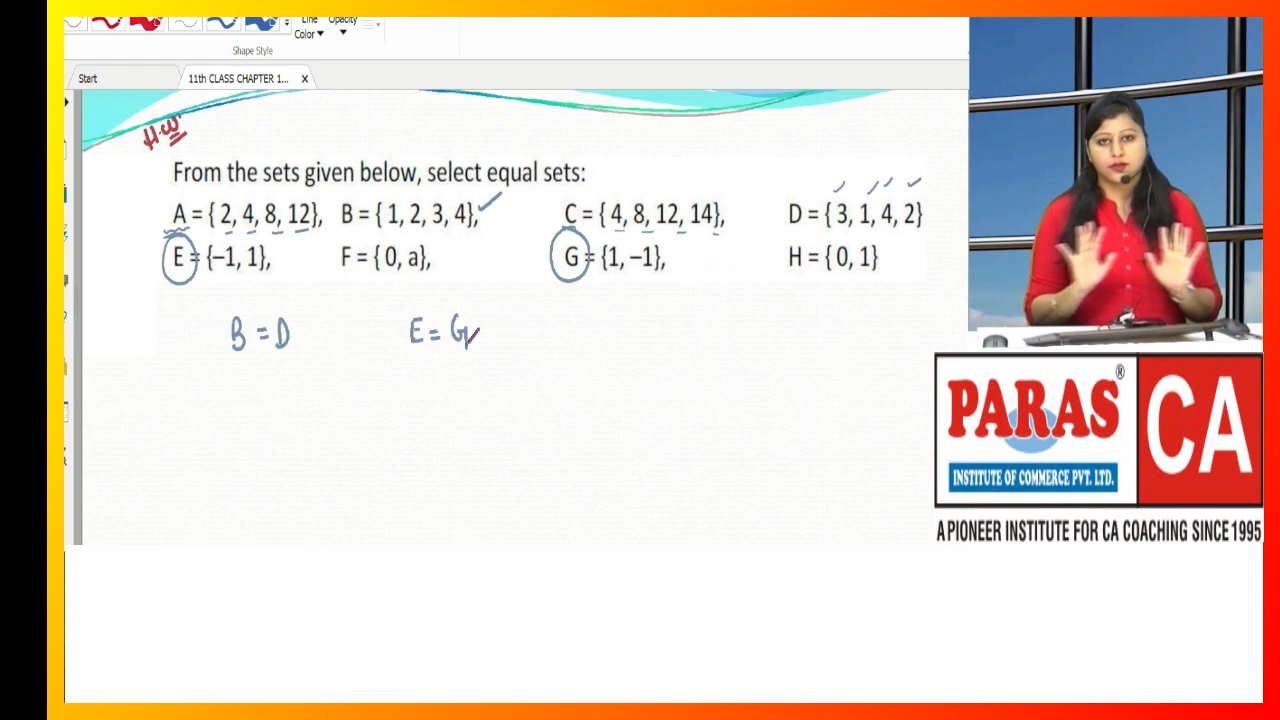 Line
Color
Opacity
Shape Style
Start
11th CLASS CHAPTER 1...
H.W
From the sets given below, select equal sets:
A = { 2, 4, 8, 12}, B = { 1, 2, 3, 4}, C = { 4, 8, 12, 14}, D = { 3, 1, 4, 2}
E = {–1, 1}, F = { 0, a}, G = {1, –1}, H = { 0, 1}
B = D E = G
PARAS ® CA
INSTITUTE OF COMMERCE PVT. LTD.
A PIONEER INSTITUTE FOR CA COACHING SINCE 1995